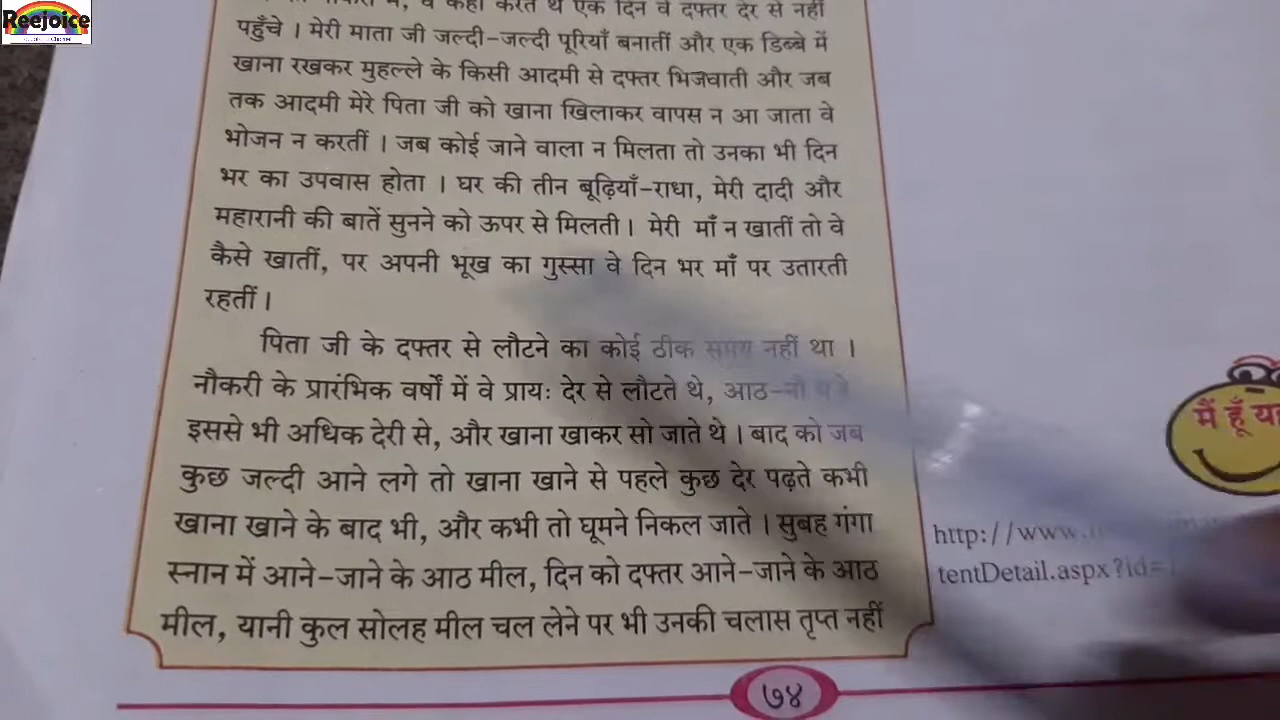 Reejoice
एक दिन वे दफ्तर देर से नहीं
पहुँचे । मेरी माता जी जल्दी-जल्दी पूरियाँ बनातीं और एक डिब्बे में
खाना रखकर मुहल्ले के किसी आदमी से दफ्तर भिजवाती और जब
तक आदमी मेरे पिता जी को खाना खिलाकर वापस न आ जाता वे
भोजन न करतीं । जब कोई जाने वाला न मिलता तो उनका भी दिन
भर का उपवास होता । घर की तीन बूढ़ियाँ-राधा, मेरी दादी और
महारानी की बातें सुनने को ऊपर से मिलती । मेरी माँ न खातीं तो वे
कैसे खातीं, पर अपनी भूख का गुस्सा वे दिन भर माँ पर उतारती
रहतीं ।
पिता जी के दफ्तर से लौटने का कोई ठीक समय नहीं था ।
नौकरी के प्रारंभिक वर्षों में वे प्रायः देर से लौटते थे, आठ-नौ
इससे भी अधिक देरी से, और खाना खाकर सो जाते थे । बाद को जब
कुछ जल्दी आने लगे तो खाना खाने से पहले कुछ देर पढ़ते कभी
खाना खाने के बाद भी, और कभी तो घूमने निकल जाते । सुबह गंगा
स्नान में आने-जाने के आठ मील, दिन को दफ्तर आने-जाने के आठ
मील, यानी कुल सोलह मील चल लेने पर भी उनकी चलास तृप्त नहीं
मैं हूँ
http://www.
tentDetail.aspx?id=
७४